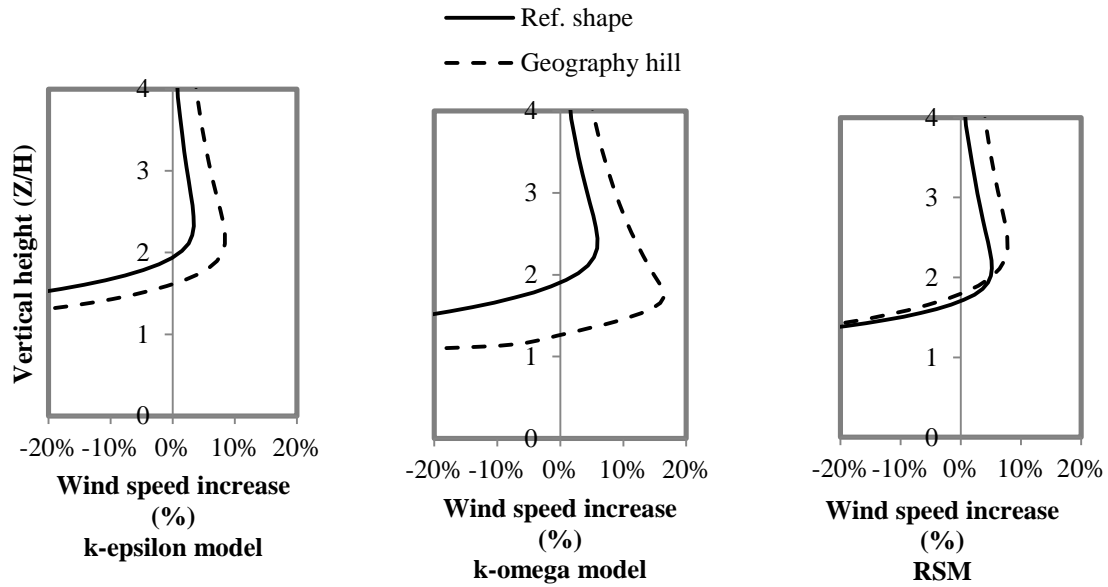 Ref. shape
Geography hill
Vertical height (Z/H)
4
3
2
1
0
-20% -10% 0% 10% 20%
Wind speed increase
(%)
k-epsilon model
4
3
2
1
0
-20% -10% 0% 10% 20%
Wind speed increase
(%)
k-omega model
4
3
2
1
0
-20% -10% 0% 10% 20%
Wind speed increase
(%)
RSM